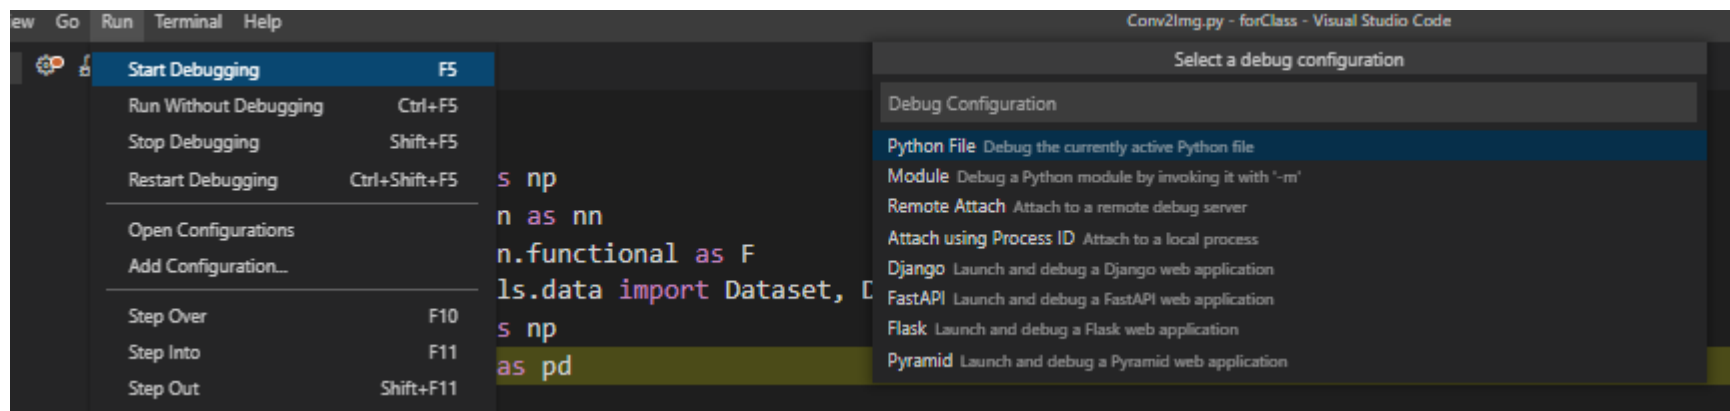 ew Go Run Terminal Help
Conv2Img.py - forClass - Visual Studio Code
Start Debugging F5
Run Without Debugging Ctrl+F5
Stop Debugging Shift+F5
Restart Debugging Ctrl+Shift+F5
Open Configurations
Add Configuration...
Step Over F10
Step Into F11
Step Out Shift+F11
s np
n as nn
n.functional as F
ls.data import Dataset, D
s np
as pd
Select a debug configuration
Debug Configuration
Python File Debug the currently active Python file
Module Debug a Python module by invoking it with '-m'
Remote Attach Attach to a remote debug server
Attach using Process ID Attach to a local process
Django Launch and debug a Django web application
FastAPI Launch and debug a FastAPI web application
Flask Launch and debug a Flask web application
Pyramid Launch and debug a Pyramid web application